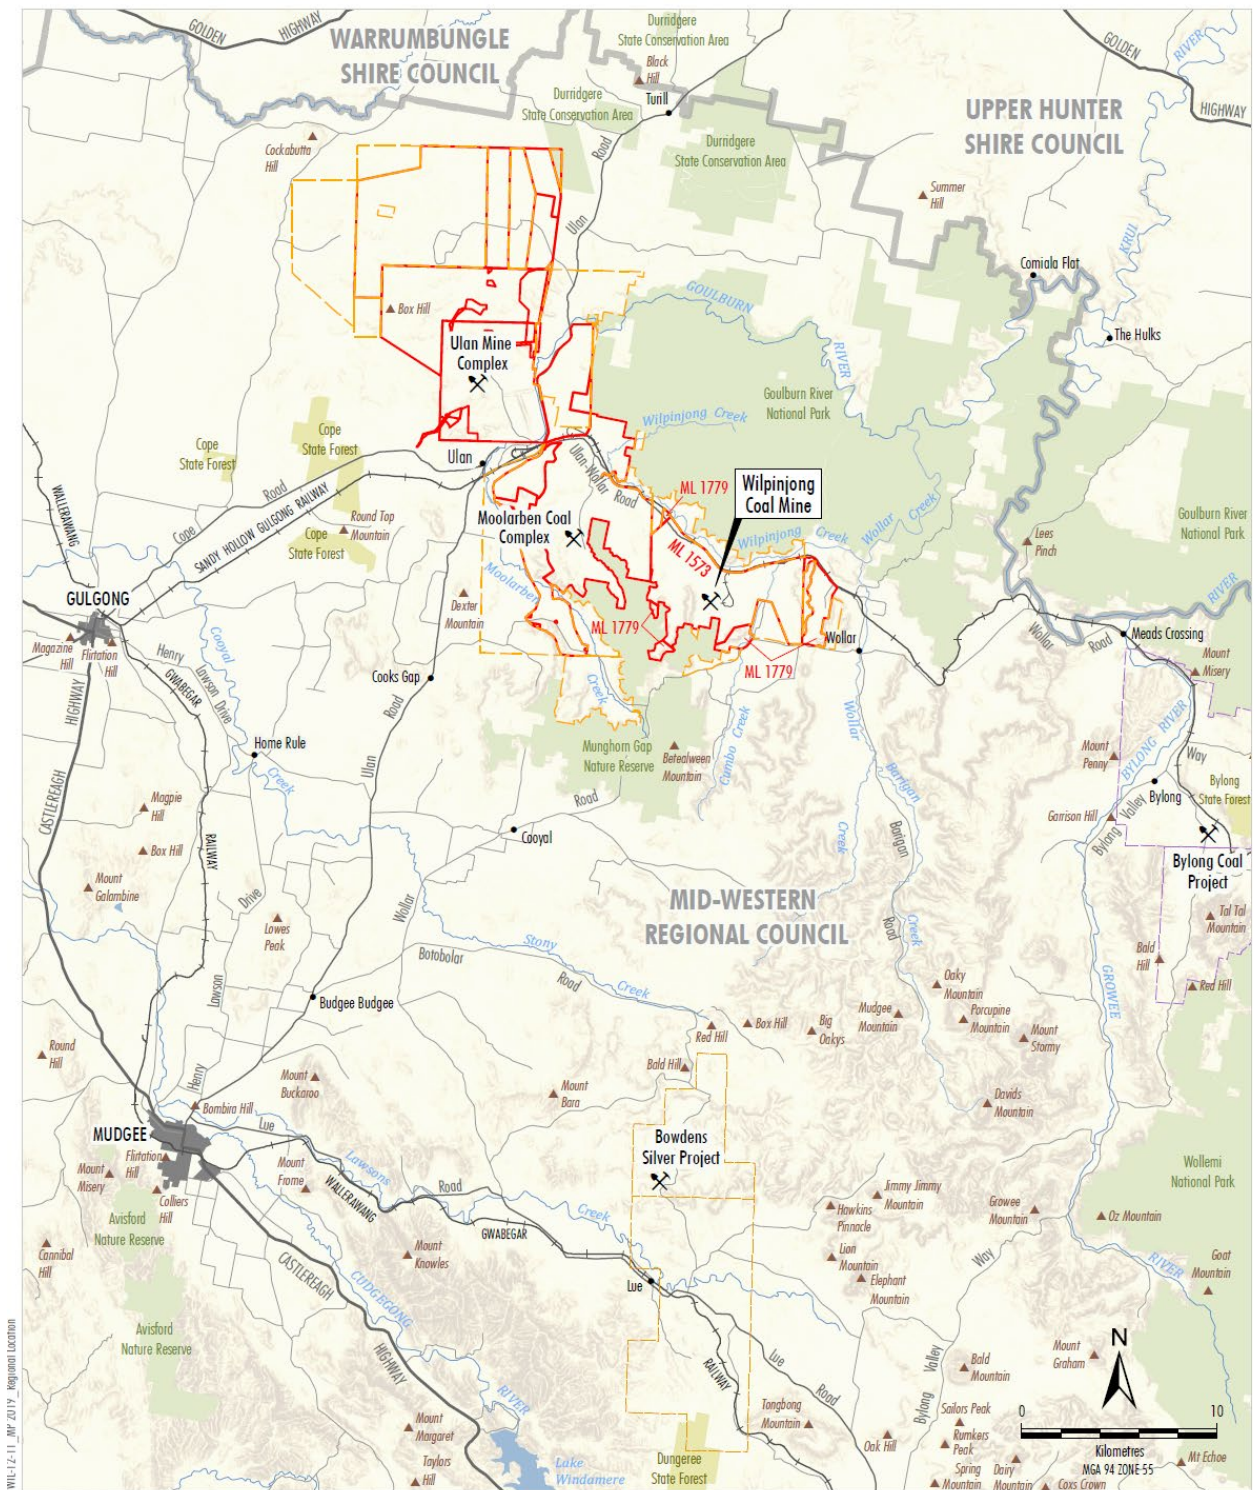 GOLDEN
HIGHWAY
WARRUMBUNGLE
SHIRE COUNCIL
Durridgere
State Conservation Area
Black
Hill
Turill
Durridgere
State Conservation Area
GOLDEN
HIGHWAY
RIVER
UPPER HUNTER
SHIRE COUNCIL
Cockabutta
Hill
Durridgere
State Conservation Area
Road
Ulan
Summer
Hill
KRUI
Comiala Flat
The Hulks
GOULBURN
RIVER
Box Hill
Ulan Mine
Complex
Goulburn River
National Park
Wilpinjong Creek
Cope
State Forest
Cope
State Forest
Ulan
Ulan-Wollar Road
ML 1779
Wilpinjong
Coal Mine
WALLERAWANG
Cope
Road
SANDY HOLLOW GULGONG RAILWAY
Round Top
Mountain
Cope
State Forest
Moolarben Coal
Complex
ML 1573
Wilpinjong Creek
Wollar Creek
Goulburn River
National Park
Lees
Pinch
Moolarben
Creek
GULGONG
Magazine
Hill
Flirtation
Hill
Cooyal
Creek
Dexter
Mountain
ML 1779
Wollar
ML 1779
Wollar
Road
RIVER
Meads Crossing
Mount
Misery
Henry
Lawson Drive
GWABEGAR
HIGHWAY
Cooks Gap
Road
Ulan
Home Rule
Munghorn Gap
Nature Reserve
Betealween
Mountain
Cumbo Creek
Wollar
Creek
Barigan
Creek
Mount
Penny
BYLONG RIVER
Way
Bylong
Bylong
State Forest
CASTLEREAGH
Magpie
Hill
Box Hill
RAILWAY
Mount
Galambine
Road
Cooyal
Barigan
Road
Garrison Hill
Bylong Valley
Bylong Coal
Project
Drive
Lowes
Peak
Wollar
MID-WESTERN
REGIONAL COUNCIL
Tal Tal
Mountain
Botobolar
Road
Stony
Creek
Bald
Hill
Red Hill
GROWEE
Lawson
Budgee Budgee
Oaky
Mountain
Mudgee
Mountain
Porcupine
Mountain
Mount
Stormy
Red Hill
Box Hill
Big
Oakys
Round
Hill
Henry
Mount
Buckaroo
Bald Hill
Mount
Bara
Davids
Mountain
Bombira Hill
MUDGEE
Lue
Flirtation
Hill
Mount
Misery
Colliers
Hill
Mount
Frome
Lawsons
WALLERAWANG
Road
Creek
GWABEGAR
Bowdens
Silver Project
Wollemi
National Park
Jimmy Jimmy
Mountain
Hawkins
Pinnacle
Growee
Mountain
Oz Mountain
Avisford
Nature Reserve
Cannibal
Hill
Mount
Knowles
Lion
Mountain
Elephant
Mountain
Way
RIVER
Goat
Mountain
CASTLEREAGH
CUDGEGONG
Lue
Avisford
Nature Reserve
HIGHWAY
RIVER
RAILWAY
Lue
Road
Bylong Valley
Bald
Mountain
Mount
Graham
N
Mount
Margaret
Taylors
Hill
Tongbong
Mountain
Oak Hill
Sailors Peak
Rumkers
Peak
Spring
Mountain
Dairy
Mountain
Coxs Crown
Mt Echoe
0
10
Kilometres
MGA 94 ZONE 55
Lake
Windamere
Dungeree
State Forest
WIL-12-11 _MP 2019 _Regional Location